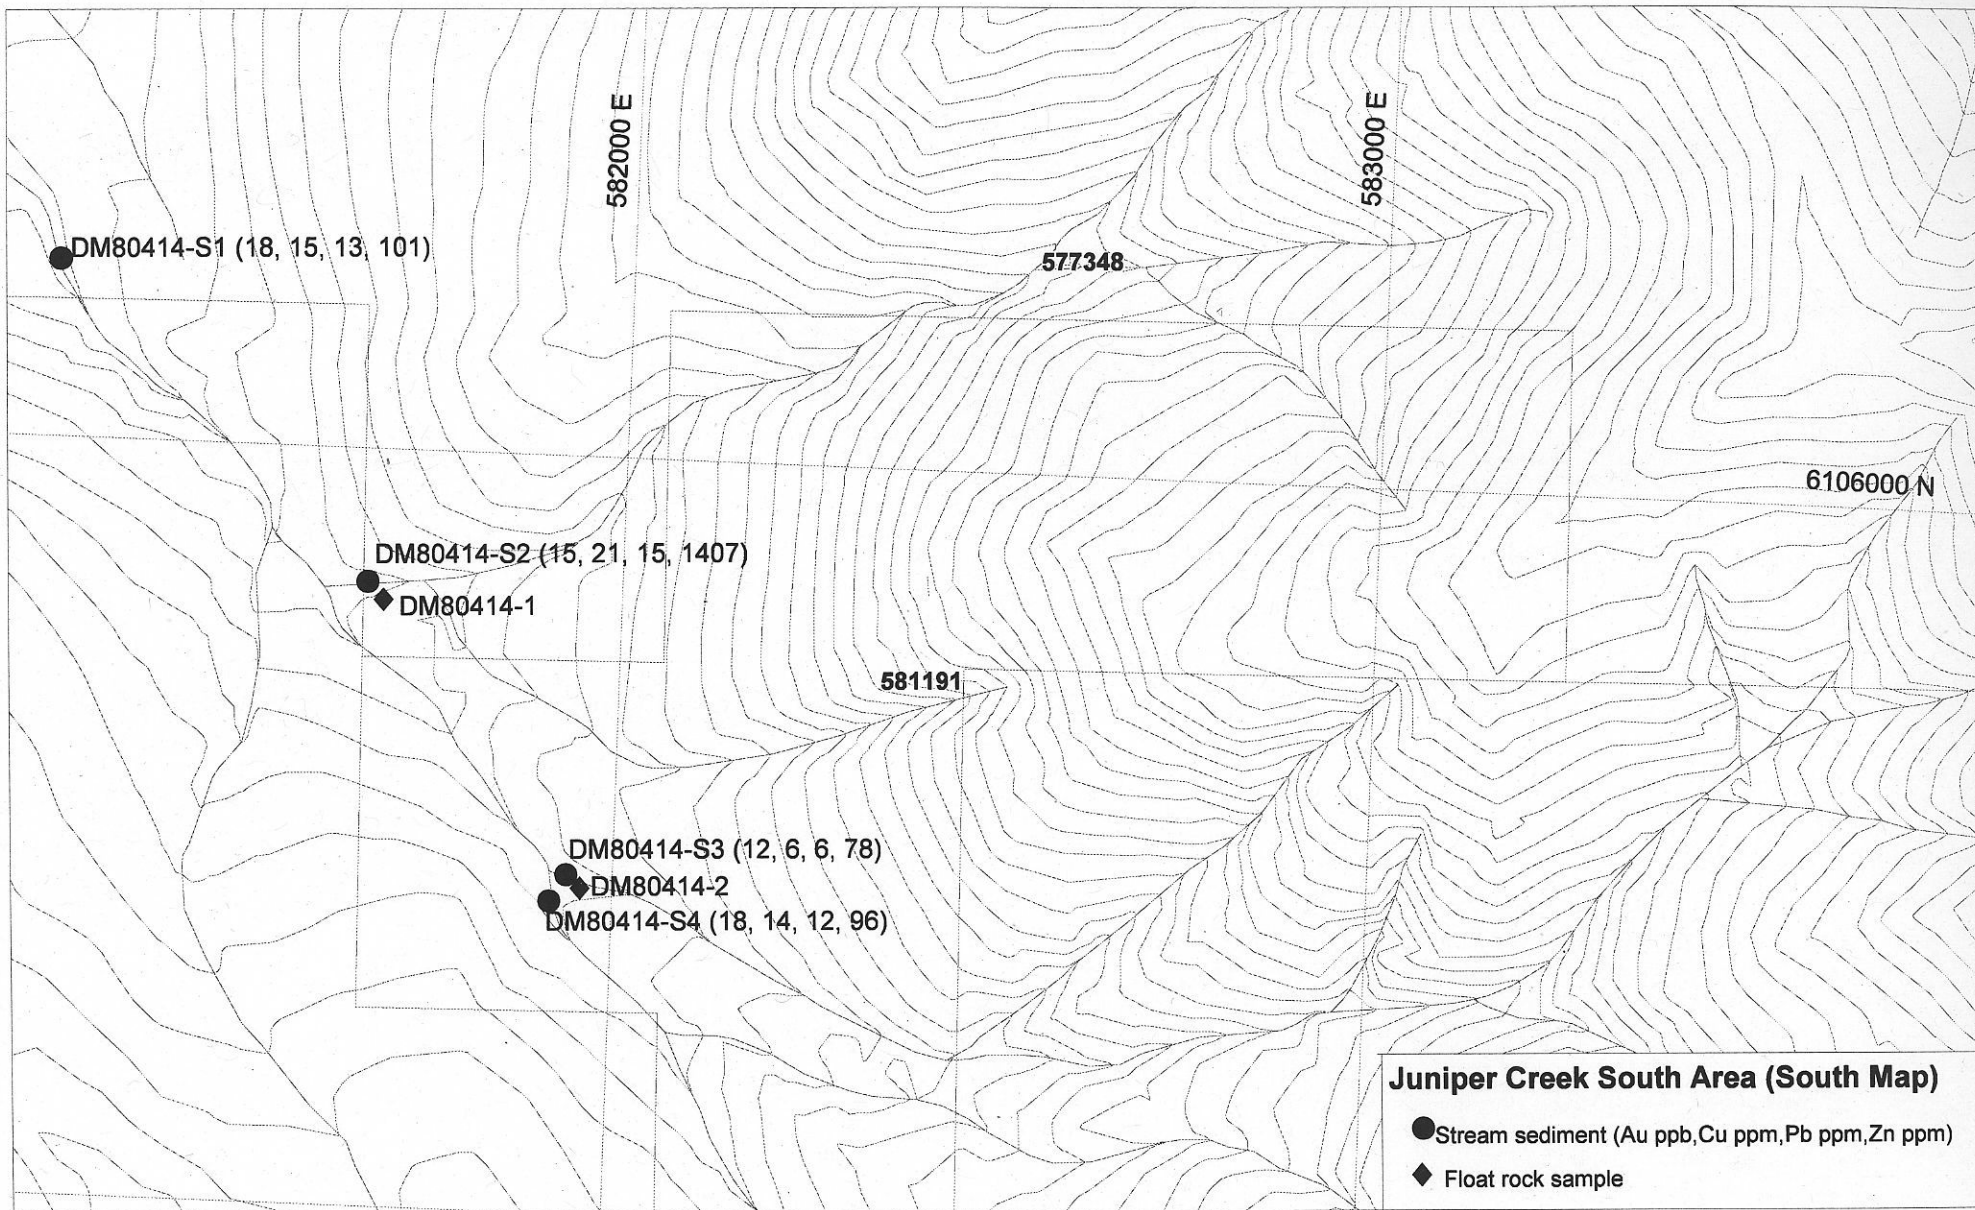 582000 E
583000 E
DM80414-S1 (18, 15, 13, 101)
577348
6106000 N
DM80414-S2 (15, 21, 15, 1407)
DM80414-1
581191
DM80414-S3 (12, 6, 6, 78)
DM80414-2
DM80414-S4 (18, 14, 12, 96)
Juniper Creek South Area (South Map)
Stream sediment (Au ppb,Cu ppm,Pb ppm,Zn ppm)
Float rock sample